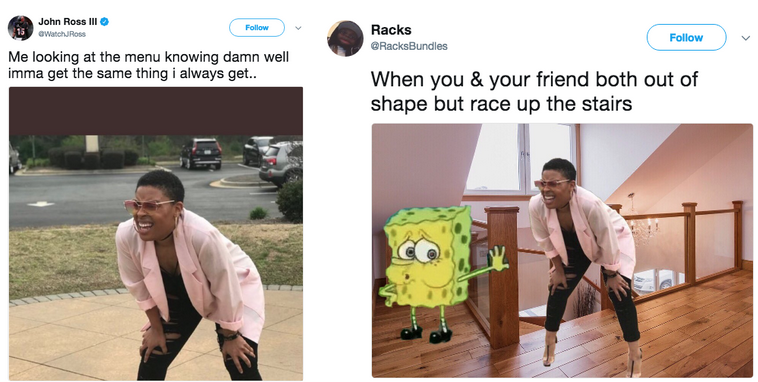 John Ross III
@WatchJRoss
Follow
Me looking at the menu knowing damn well
imma get the same thing i always get..
Racks
@RacksBundles
Follow
When you & your friend both out of
shape but race up the stairs